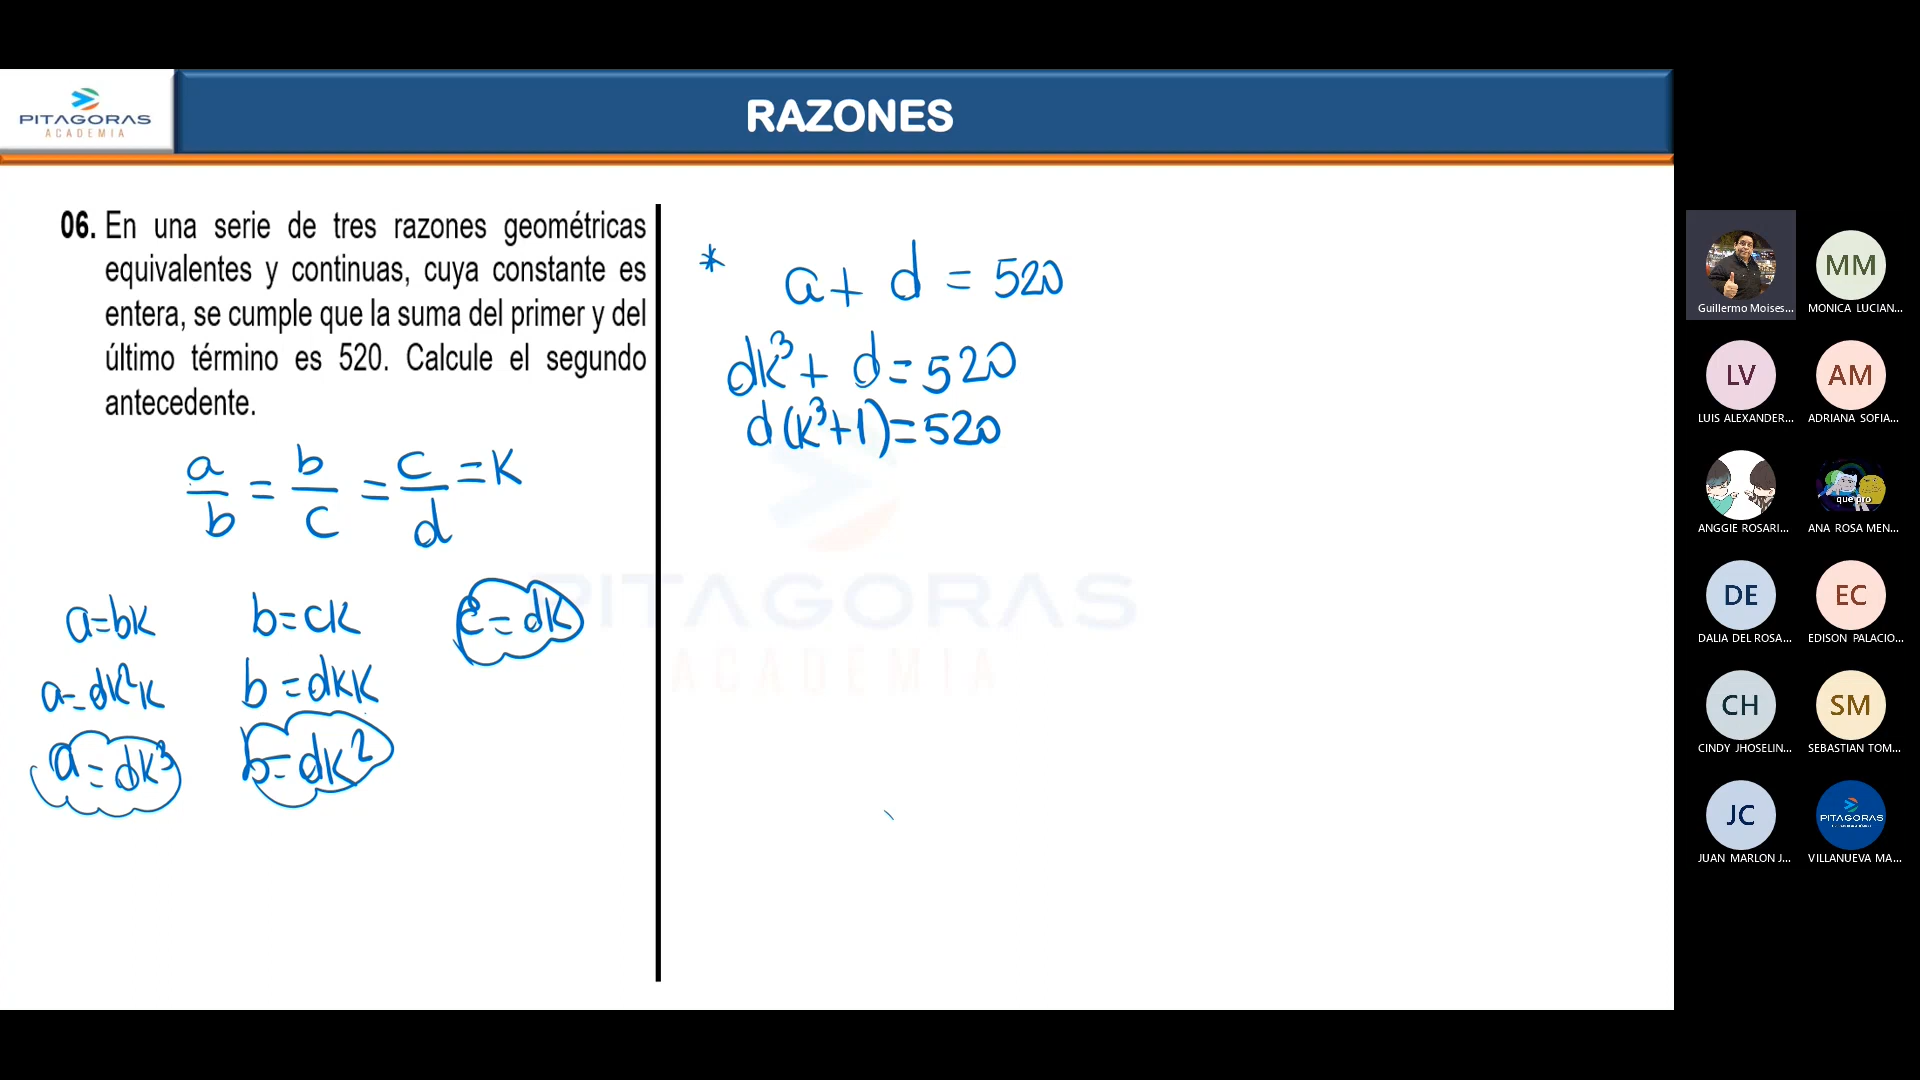 PITAGORAS
ACADEMIA
RAZONES
06. En una serie de tres razones geométricas
equivalentes y continuas, cuya constante es
entera, se cumple que la suma del primer y del
último término es 520. Calcule el segundo
antecedente.
a/b = b/c = c/d = K
a=bk b=ck c=dk
a=dk²k b=dkk
a=dk³ b=dk²
* a+d=520
dk³+d=520
d(k³+1)=520
PITAGORAS
ACADEMIA
Guillermo Moises...
MM
MONICA LUCIAN...
LV
LUIS ALEXANDER...
AM
ADRIANA SOFIA...
ANGGIE ROSARI...
que pro
ANA ROSA MEN...
DE
DALIA DEL ROSA...
EC
EDISON PALACIO...
CH
CINDY JHOSELIN...
SM
SEBASTIAN TOM...
JC
JUAN MARLON J...
PITAGORAS
VILLANUEVA MA...